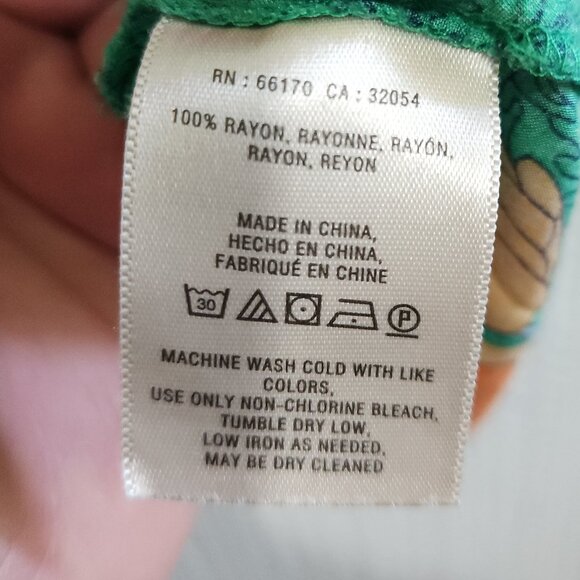 RN : 66170 CA : 32054
100% RAYON, RAYONNE, RAYÓN,
RAYON, REYON
MADE IN CHINA,
HECHO EN CHINA,
FABRIQUÉ EN CHINE
30 P
MACHINE WASH COLD WITH LIKE
COLORS,
USE ONLY NON-CHLORINE BLEACH,
TUMBLE DRY LOW,
LOW IRON AS NEEDED,
MAY BE DRY CLEANED